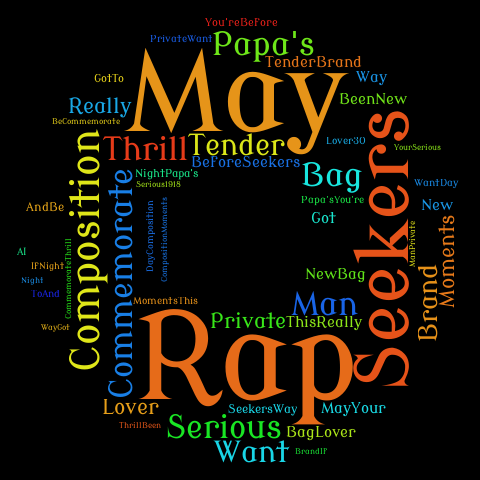 You'reBeFore
PrivateWant
Papa's
May
TenderBrand
GotTo
Way
BeenNew
Really
BeCommemorate
Lover30
Thrill
Tender
YourSerious
BeForeSeekers
NightPapa's
Serious1918
Bag
WantDay
Papa'sYou're
New
Got
AndBe
Composition
Commemorate
DayComposition
CompositionMoments
Seekers
ManPrivate
Moments
Brand
AI
IfNight
Night
ToAnd
CommemorateThrill
NewBag
MomentsThis
Man
Private
ThisReally
WayGot
Rap
Lover
SeekersWay
MayYour
ThrillBeen
Serious
BagLover
Want
BrandIf